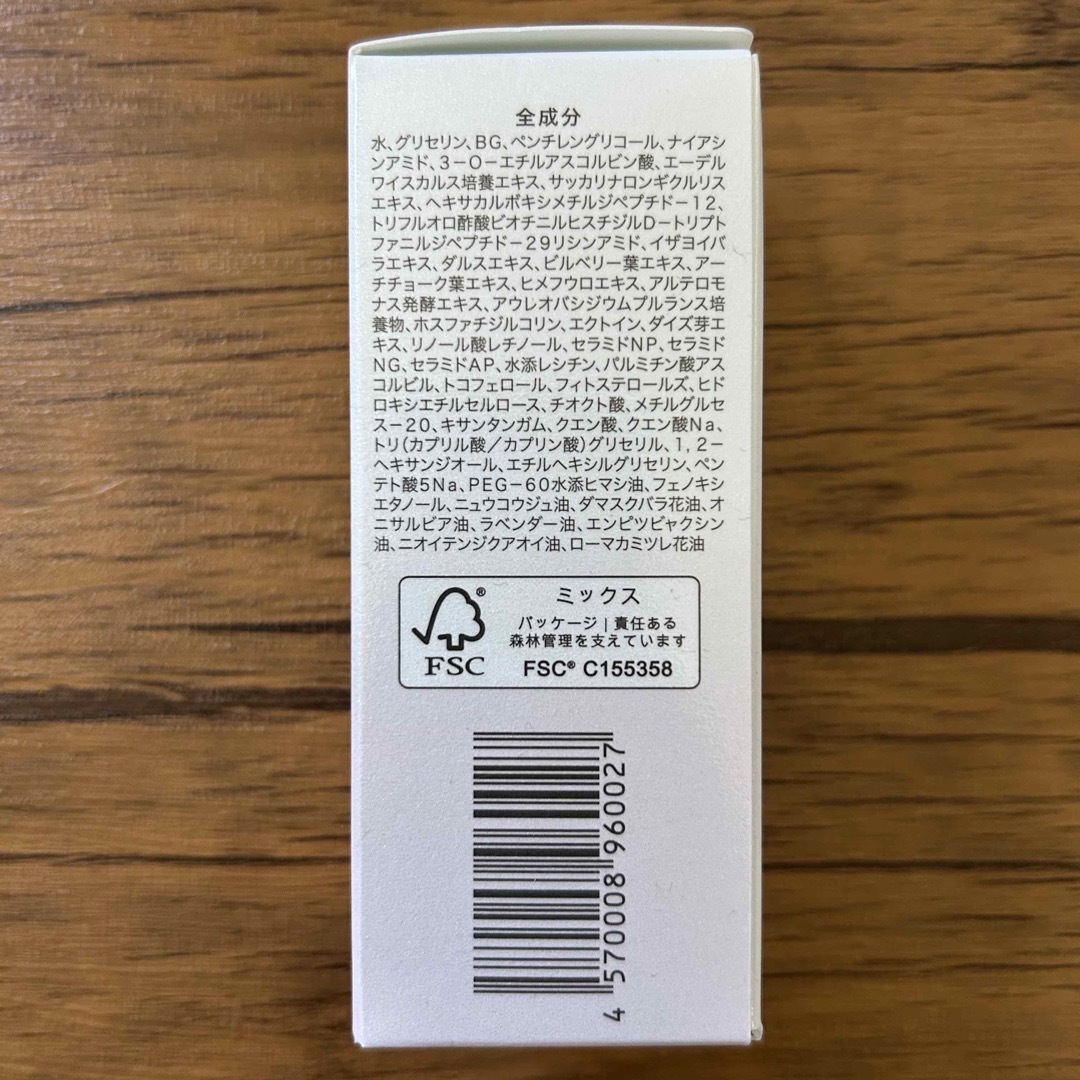 全成分
水、グリセリン、BG、ペンチレングリコール、ナイアシ
ンアミド、3-O-エチルアスコルビン酸、エーデル
ワイスカルス培養エキス、サッカリナロンギクルリス
エキス、ヘキサカルボキシメチルジペプチド-12、
トリフルオロ酢酸ビオチニルヒスチジルD-トリプト
ファニルジペプチド-29リシンアミド、イザヨイバ
ラエキス、ダルスエキス、ビルベリー葉エキス、アー
チチョーク葉エキス、ヒメフウロエキス、アルテロモ
ナス発酵エキス、アウレオバシジウムプルランス培
養物、ホスファチジルコリン、エクトイン、ダイズ芽エ
キス、リノール酸レチノール、セラミドNP、セラミド
NG、セラミドAP、水添レシチン、パルミチン酸アス
コルビル、トコフェロール、フィトステロールズ、ヒド
ロキシエチルセルロース、チオクト酸、メチルグルセ
ス-20、キサンタンガム、クエン酸、クエン酸Na、
トリ(カプリル酸/カプリン酸)グリセリル、1,2-
ヘキサンジオール、エチルヘキシルグリセリン、ペン
テト酸5Na、PEG-60水添ヒマシ油、フェノキシ
エタノール、ニュウコウジュ油、ダマスクバラ花油、オ
ニサルビア油、ラベンダー油、エンピツビャクシン
油、ニオイテンジクアオイ油、ローマカミツレ花油
®
FSC
ミックス
パッケージ|責任ある
森林管理を支えています
FSC® C155358
4 570008 960027